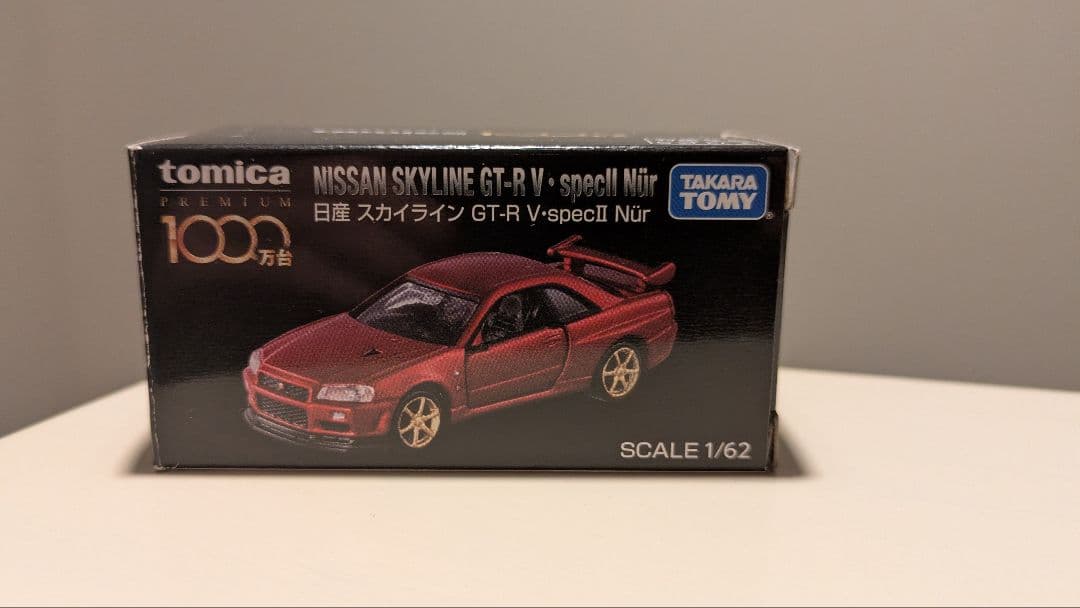 tomica
PREMIUM
1000万台
NISSAN SKYLINE GT-R V・specII Nür
日産 スカイライン GT-R V・specII Nür
TAKARA
TOMY
SCALE 1/62